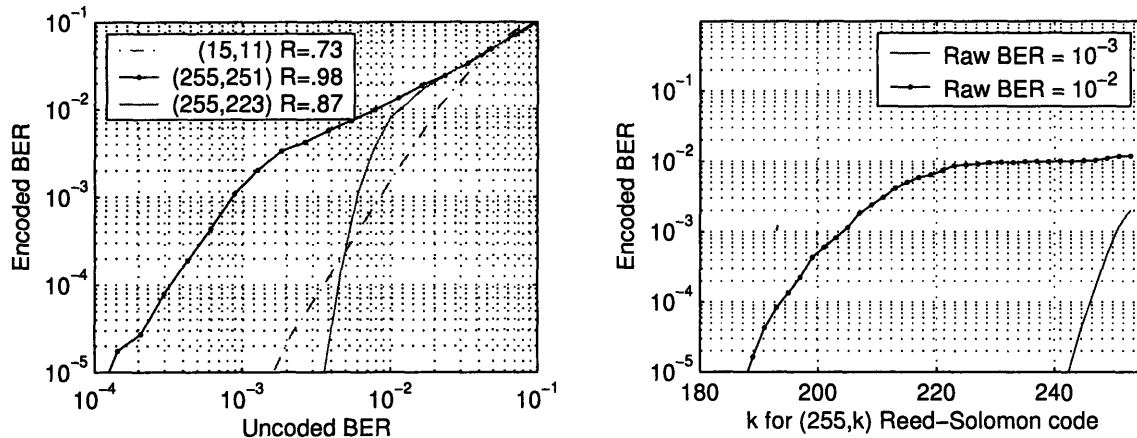 10^-1
10^-2
10^-3
10^-4
10^-5
Encoded BER
(15,11) R=.73
(255,251) R=.98
(255,223) R=.87
10^-4
10^-3
10^-2
10^-1
Uncoded BER
10^-1
10^-2
10^-3
10^-4
10^-5
Encoded BER
Raw BER = 10^-3
Raw BER = 10^-2
180
200
220
240
k for (255,k) Reed–Solomon code